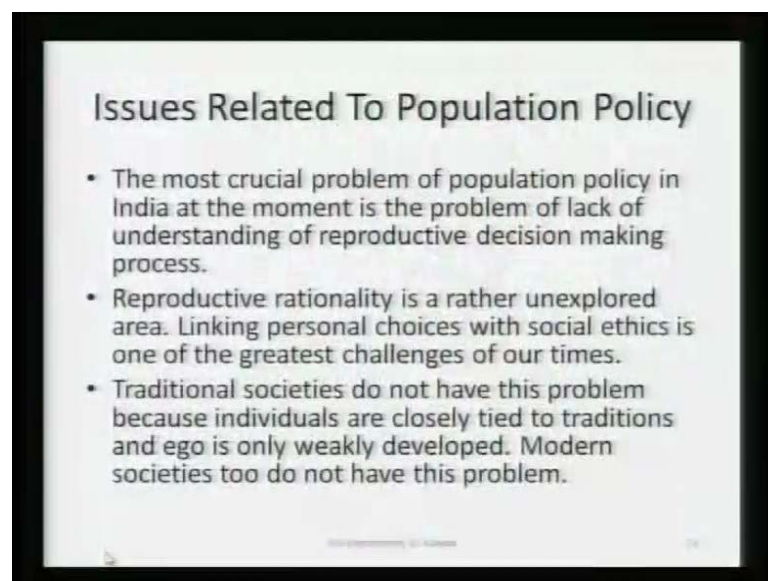 Issues Related To Population Policy
• The most crucial problem of population policy in
India at the moment is the problem of lack of
understanding of reproductive decision making
process.
• Reproductive rationality is a rather unexplored
area. Linking personal choices with social ethics is
one of the greatest challenges of our times.
• Traditional societies do not have this problem
because individuals are closely tied to traditions
and ego is only weakly developed. Modern
societies too do not have this problem.